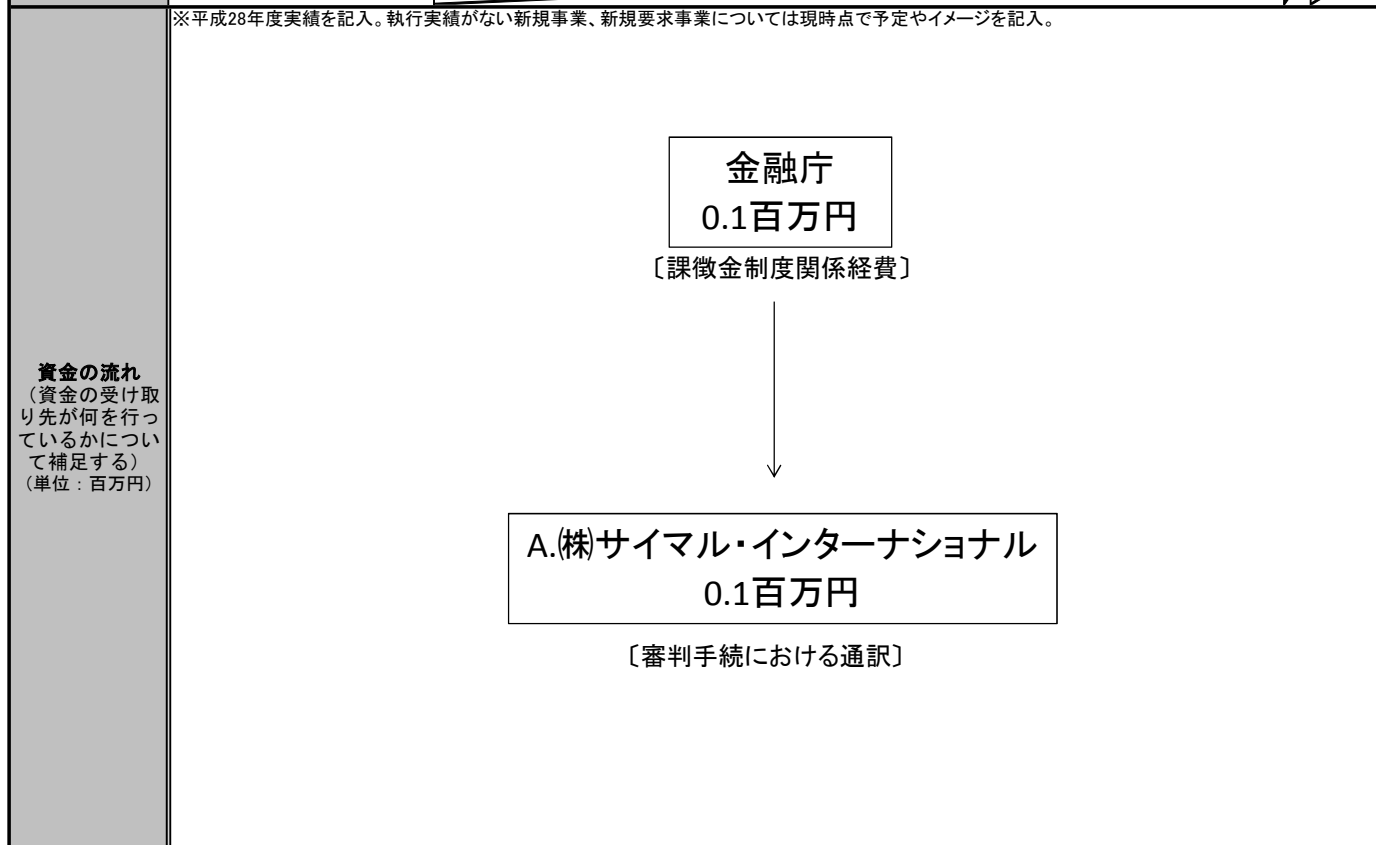 ※平成28年度実績を記入。執行実績がない新規事業、新規要求事業については現時点で予定やイメージを記入。
資金の流れ
（資金の受け取
り先が何を行っ
ているかについ
て補足する）
（単位：百万円）
金融庁
0.1百万円
〔課徴金制度関係経費〕
A.㈱サイマル・インターナショナル
0.1百万円
〔審判手続における通訳〕